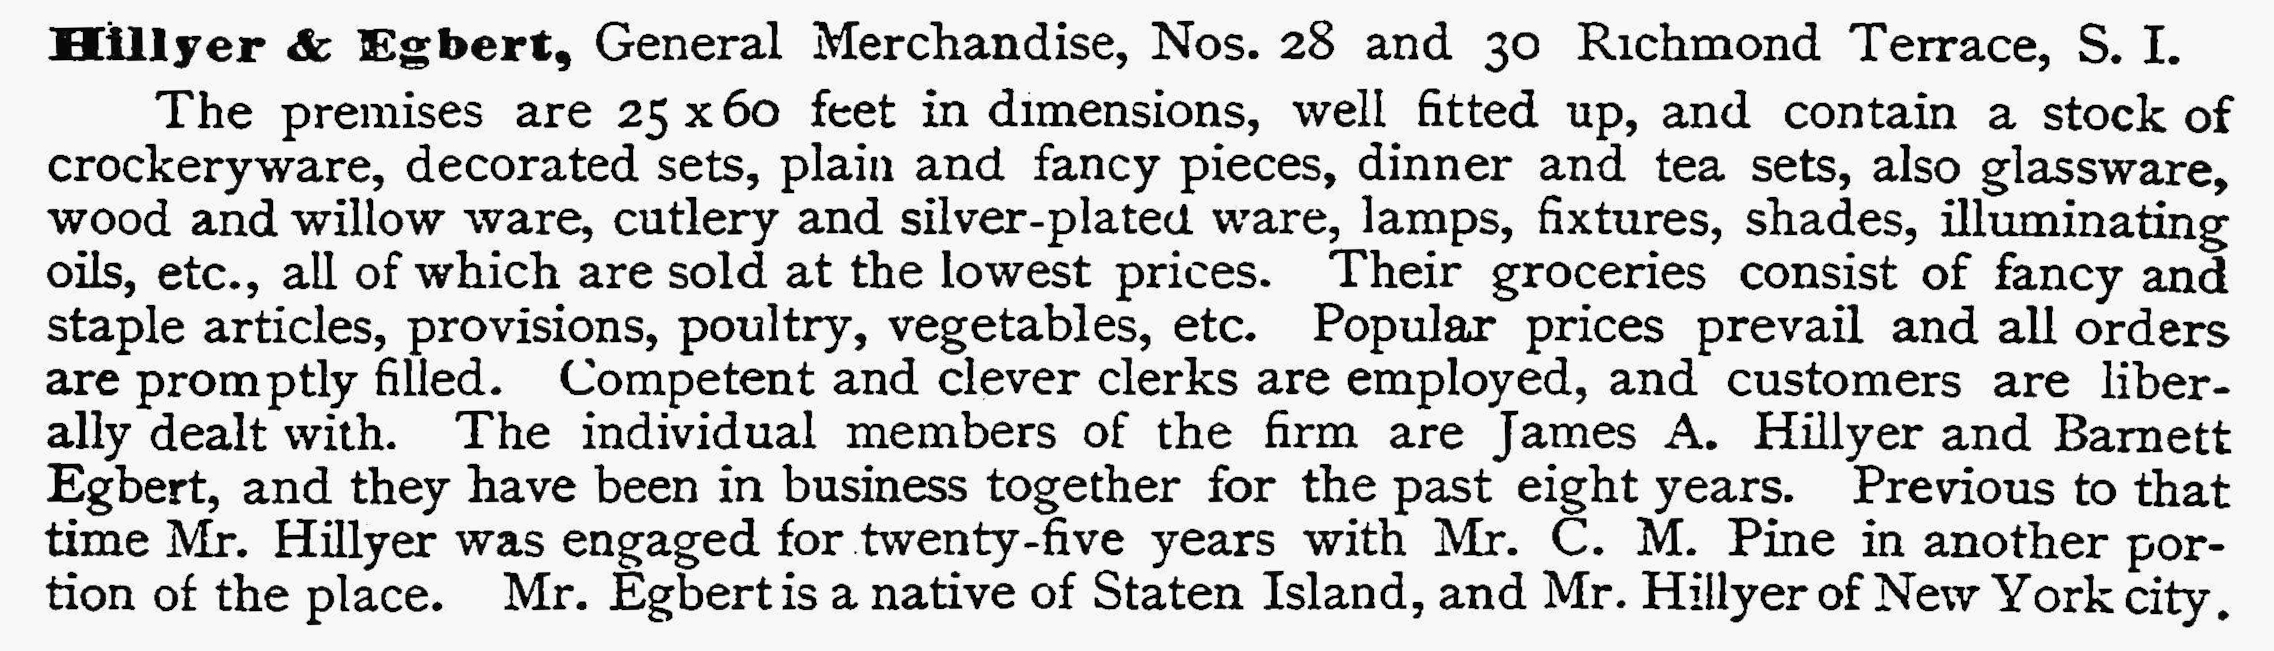 Hillyer & Egbert, General Merchandise, Nos. 28 and 30 Richmond Terrace, S. I.
The premises are 25 x 60 feet in dimensions, well fitted up, and contain a stock of
crockeryware, decorated sets, plain and fancy pieces, dinner and tea sets, also glassware,
wood and willow ware, cutlery and silver-plated ware, lamps, fixtures, shades, illuminating
oils, etc., all of which are sold at the lowest prices. Their groceries consist of fancy and
staple articles, provisions, poultry, vegetables, etc. Popular prices prevail and all orders
are promptly filled. Competent and clever clerks are employed, and customers are liber-
ally dealt with. The individual members of the firm are James A. Hillyer and Barnett
Egbert, and they have been in business together for the past eight years. Previous to that
time Mr. Hillyer was engaged for twenty-five years with Mr. C. M. Pine in another por-
tion of the place. Mr. Egbert is a native of Staten Island, and Mr. Hillyer of New York city.